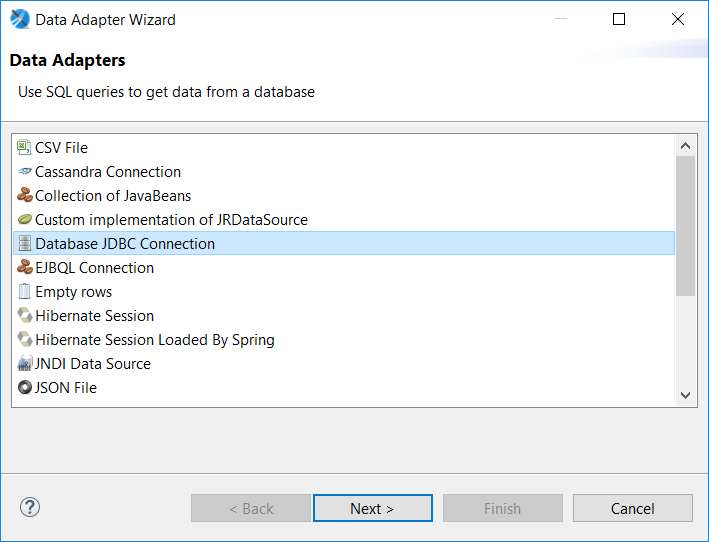 Data Adapter Wizard
Data Adapters
Use SQL queries to get data from a database
CSV File
Cassandra Connection
Collection of JavaBeans
Custom implementation of JRDataSource
Database JDBC Connection
EJBQL Connection
Empty rows
Hibernate Session
Hibernate Session Loaded By Spring
JNDI Data Source
JSON File
? < Back Next > Finish Cancel